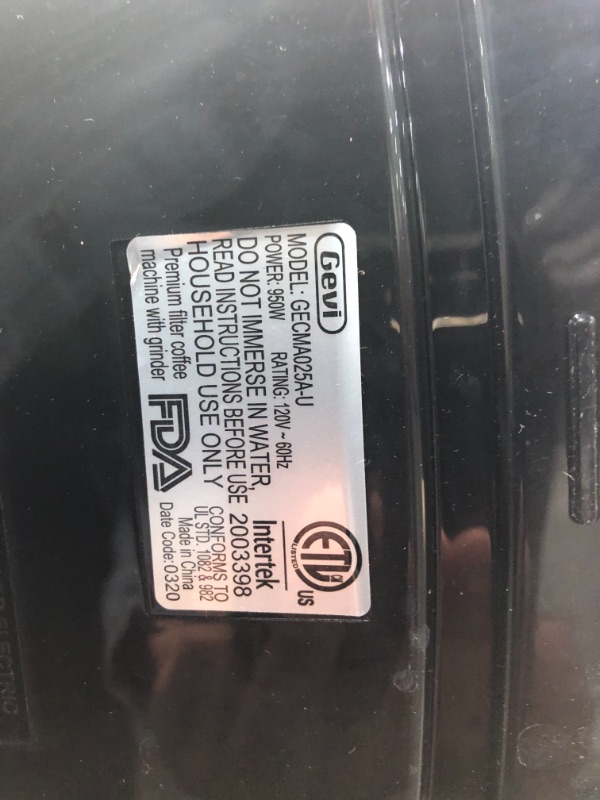 Gevi
MODEL: GECMA025A-U
POWER: 950W RATING: 120V ~ 60Hz
DO NOT IMMERSE IN WATER,
READ INSTRUCTIONS BEFORE USE
HOUSEHOLD USE ONLY
Premium filter coffee
machine with grinder
FDA
ETL
LISTED
US
Intertek
2003398
CONFORMS TO
UL STD. 1082 & 982
Made in China
Date Code: 0320
ELECTRIC